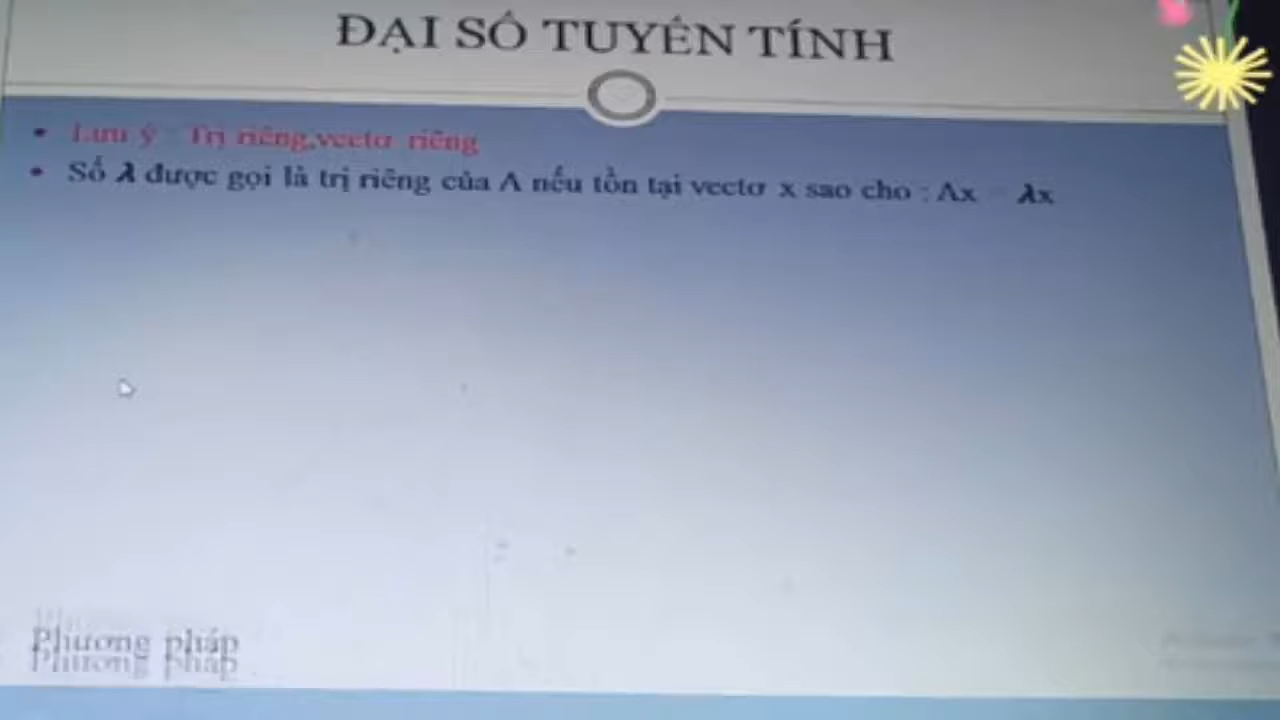 ĐẠI SỐ TUYẾN TÍNH
• Lưu ý : Trị riêng,vectơ riêng
• Số λ được gọi là trị riêng của A nếu tồn tại vectơ x sao cho : Ax = λx
Phương pháp